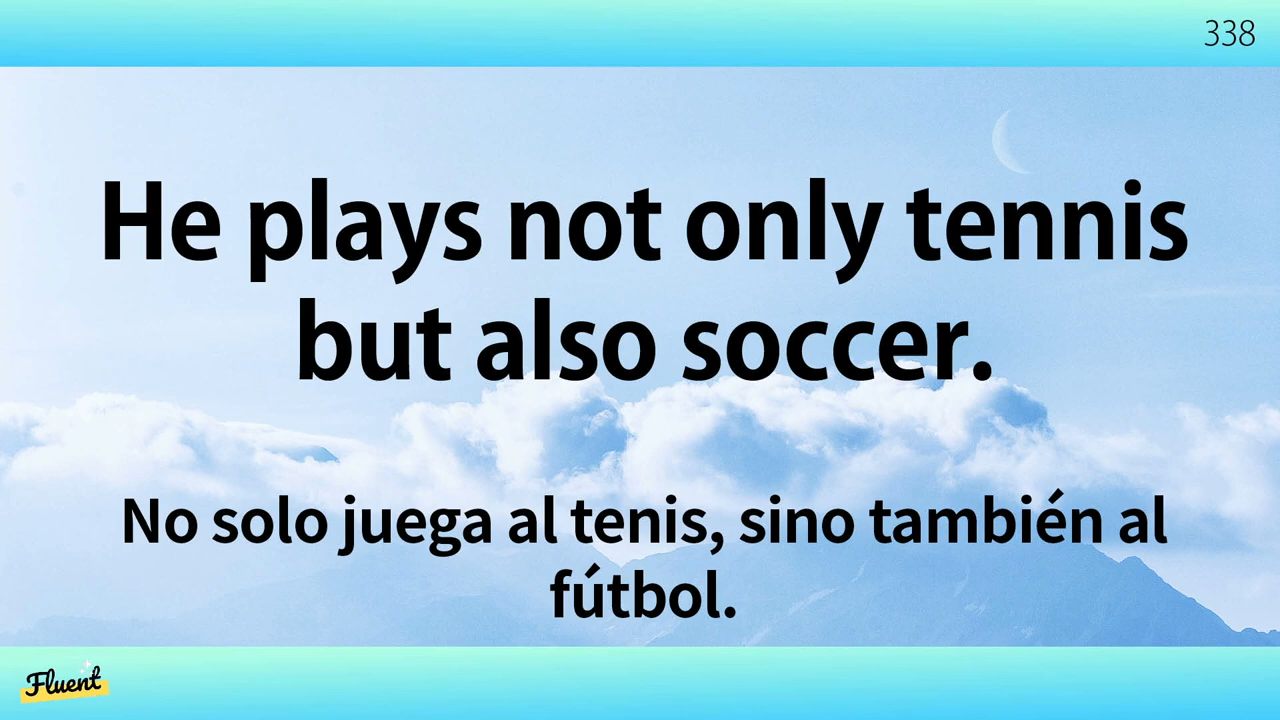 338
He plays not only tennis
but also soccer.
No solo juega al tenis, sino también al
fútbol.
Fluent